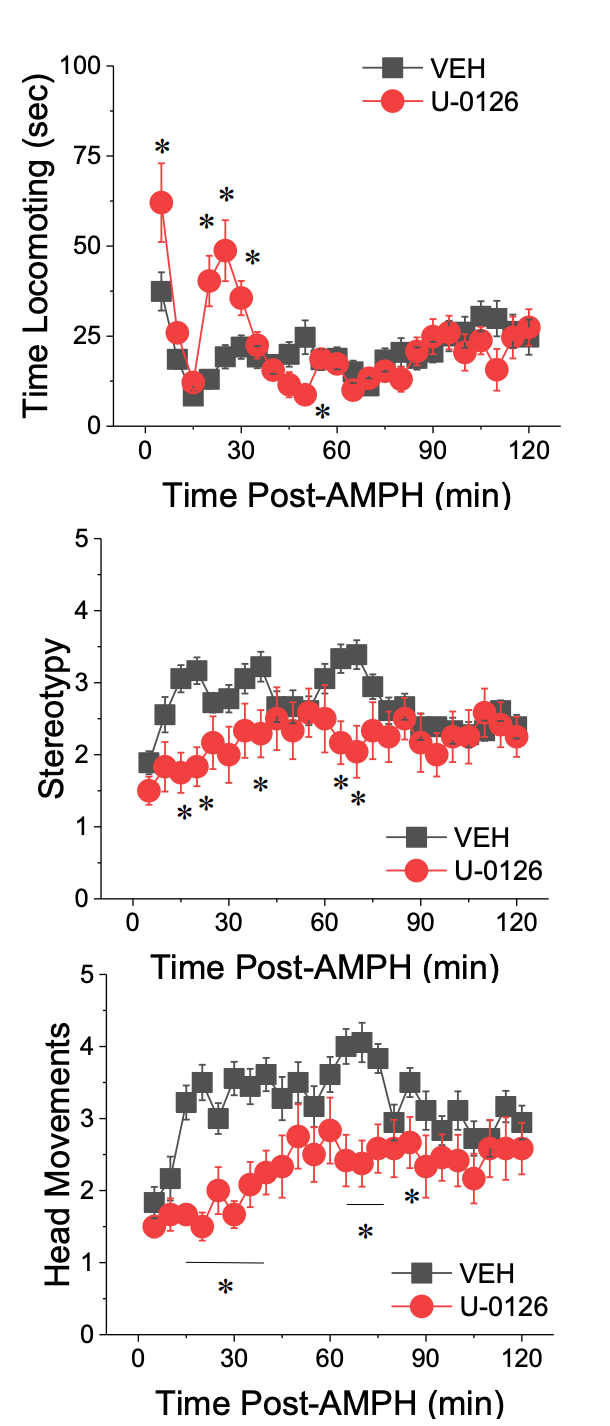 100
75
50
25
0
Time Locomoting (sec)
VEH
U-0126
*
*
*
*
*
0 30 60 90 120
Time Post-AMPH (min)
5
4
3
2
1
0
Stereotypy
* * * * *
VEH
U-0126
0 30 60 90 120
Time Post-AMPH (min)
5
4
3
2
1
0
Head Movements
*
*
*
VEH
U-0126
0 30 60 90 120
Time Post-AMPH (min)